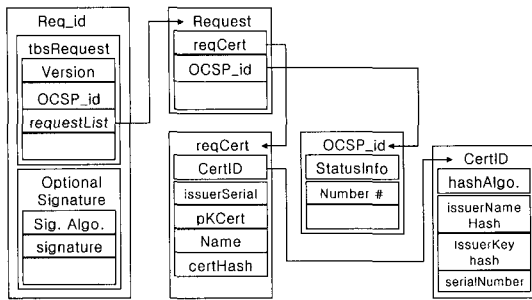 Req_id
tbsRequest
Version
OCSP_id
requestList
Optional
Signature
Sig. Algo.
signature
Request
reqCert
OCSP_id
reqCert
CertID
issuerSerial
pKCert
Name
certHash
OCSP_id
StatusInfo
Number #
CertID
hashAlgo.
issuerName
Hash
IssuerKey
hash
serialNumber